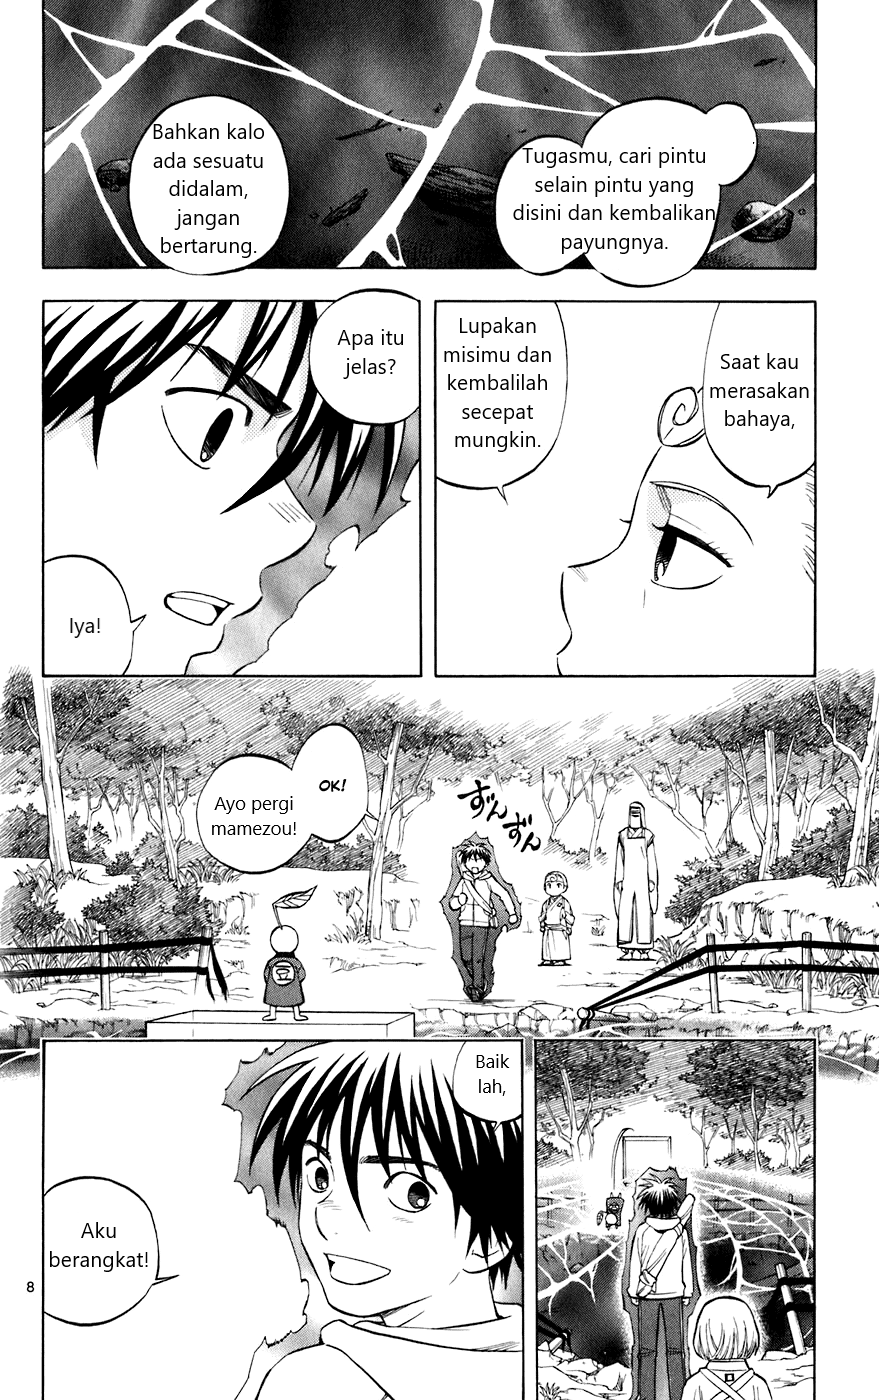 Tugasmu, cari pintu
selain pintu yang
disini dan kembalikan
payungnya.
Bahkan kalo
ada sesuatu
didalam,
jangan
bertarung.
Saat kau
merasakan
bahaya,
Lupakan
misimu dan
kembalilah
secepat
mungkin.
Apa itu
jelas?
Iya!
OK!
Ayo pergi
mamezou!
ずんずん
豆
Baik
lah,
Aku
berangkat!
8